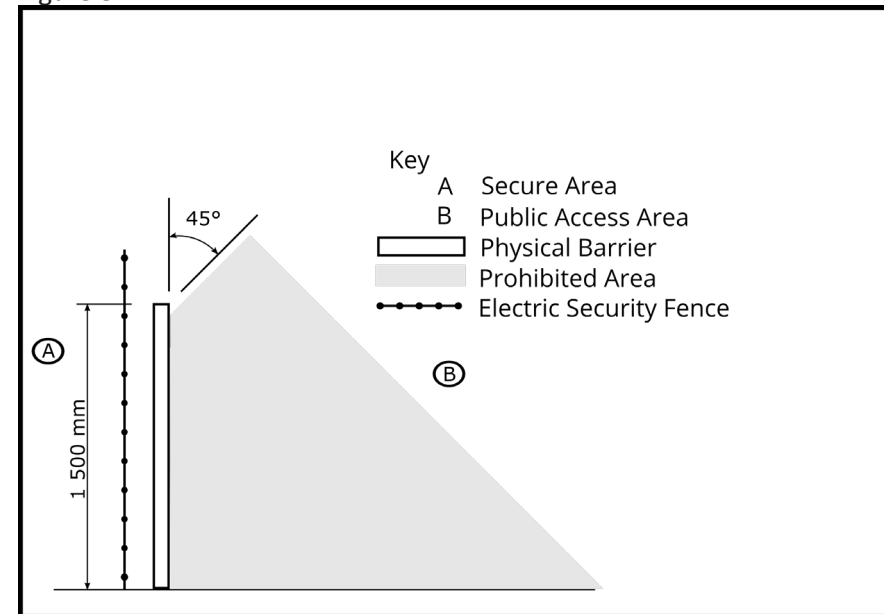 Key
A Secure Area
B Public Access Area
Physical Barrier
Prohibited Area
Electric Security Fence
45°
A
B
1 500 mm